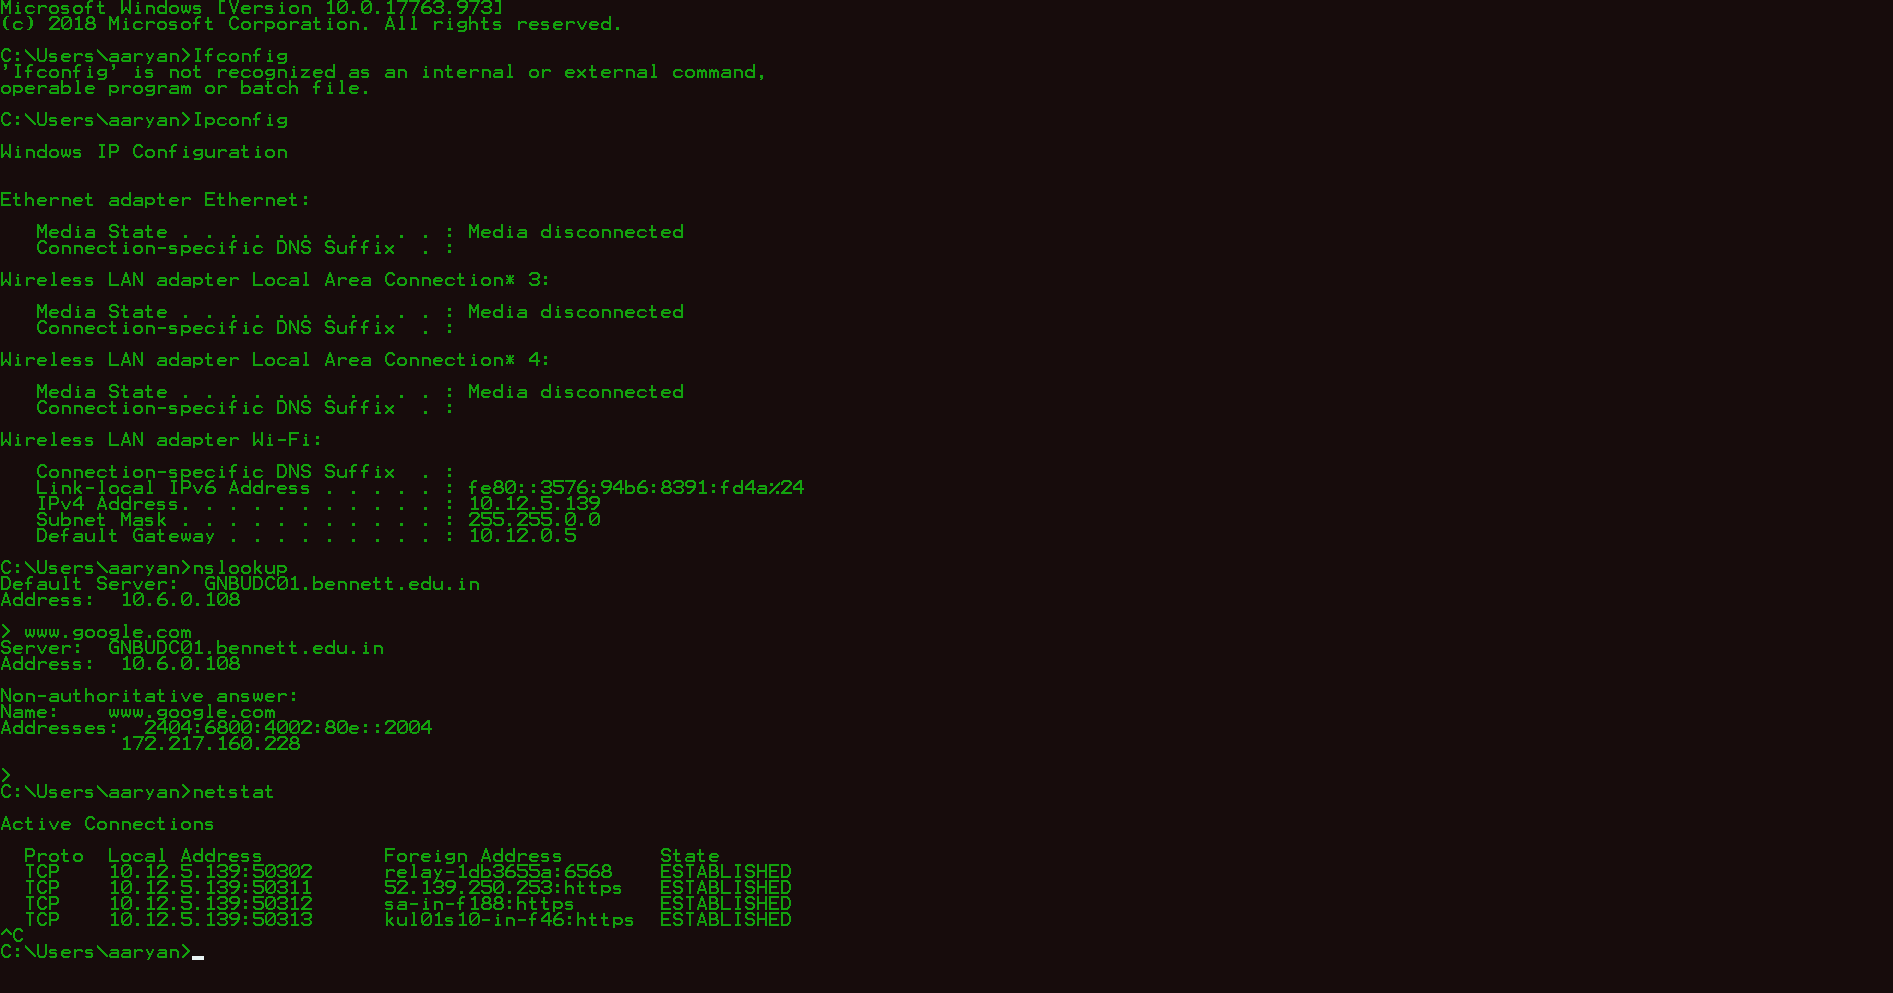 Microsoft Windows [Version 10.0.17763.973]
(c) 2018 Microsoft Corporation. All rights reserved.
C:\Users\aaryan>Ifconfig
'Ifconfig' is not recognized as an internal or external command,
operable program or batch file.
C:\Users\aaryan>Ipconfig
Windows IP Configuration
Ethernet adapter Ethernet:
   Media State . . . . . . . . . . . : Media disconnected
   Connection-specific DNS Suffix  . :
Wireless LAN adapter Local Area Connection* 3:
   Media State . . . . . . . . . . . : Media disconnected
   Connection-specific DNS Suffix  . :
Wireless LAN adapter Local Area Connection* 4:
   Media State . . . . . . . . . . . : Media disconnected
   Connection-specific DNS Suffix  . :
Wireless LAN adapter Wi-Fi:
   Connection-specific DNS Suffix  . :
   Link-local IPv6 Address . . . . . : fe80::3576:94b6:8391:fd4a%24
   IPv4 Address. . . . . . . . . . . : 10.12.5.139
   Subnet Mask . . . . . . . . . . . : 255.255.0.0
   Default Gateway . . . . . . . . . : 10.12.0.5
C:\Users\aaryan>nslookup
Default Server:  GNBUDC01.bennett.edu.in
Address:  10.6.0.108
> www.google.com
Server:  GNBUDC01.bennett.edu.in
Address:  10.6.0.108
Non-authoritative answer:
Name:    www.google.com
Addresses:  2404:6800:4002:80e::2004
          172.217.160.228
>
C:\Users\aaryan>netstat
Active Connections
  Proto  Local Address          Foreign Address        State
  TCP    10.12.5.139:50302      relay-1db3655a:6568    ESTABLISHED
  TCP    10.12.5.139:50311      52.139.250.253:https   ESTABLISHED
  TCP    10.12.5.139:50312      sa-in-f188:https       ESTABLISHED
  TCP    10.12.5.139:50313      kul01s10-in-f46:https  ESTABLISHED
^C
C:\Users\aaryan>